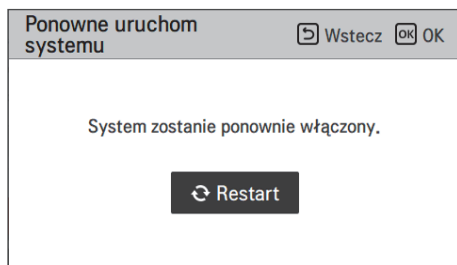 Ponowne uruchom
systemu
Wstecz OK OK
System zostanie ponownie włączony.
Restart